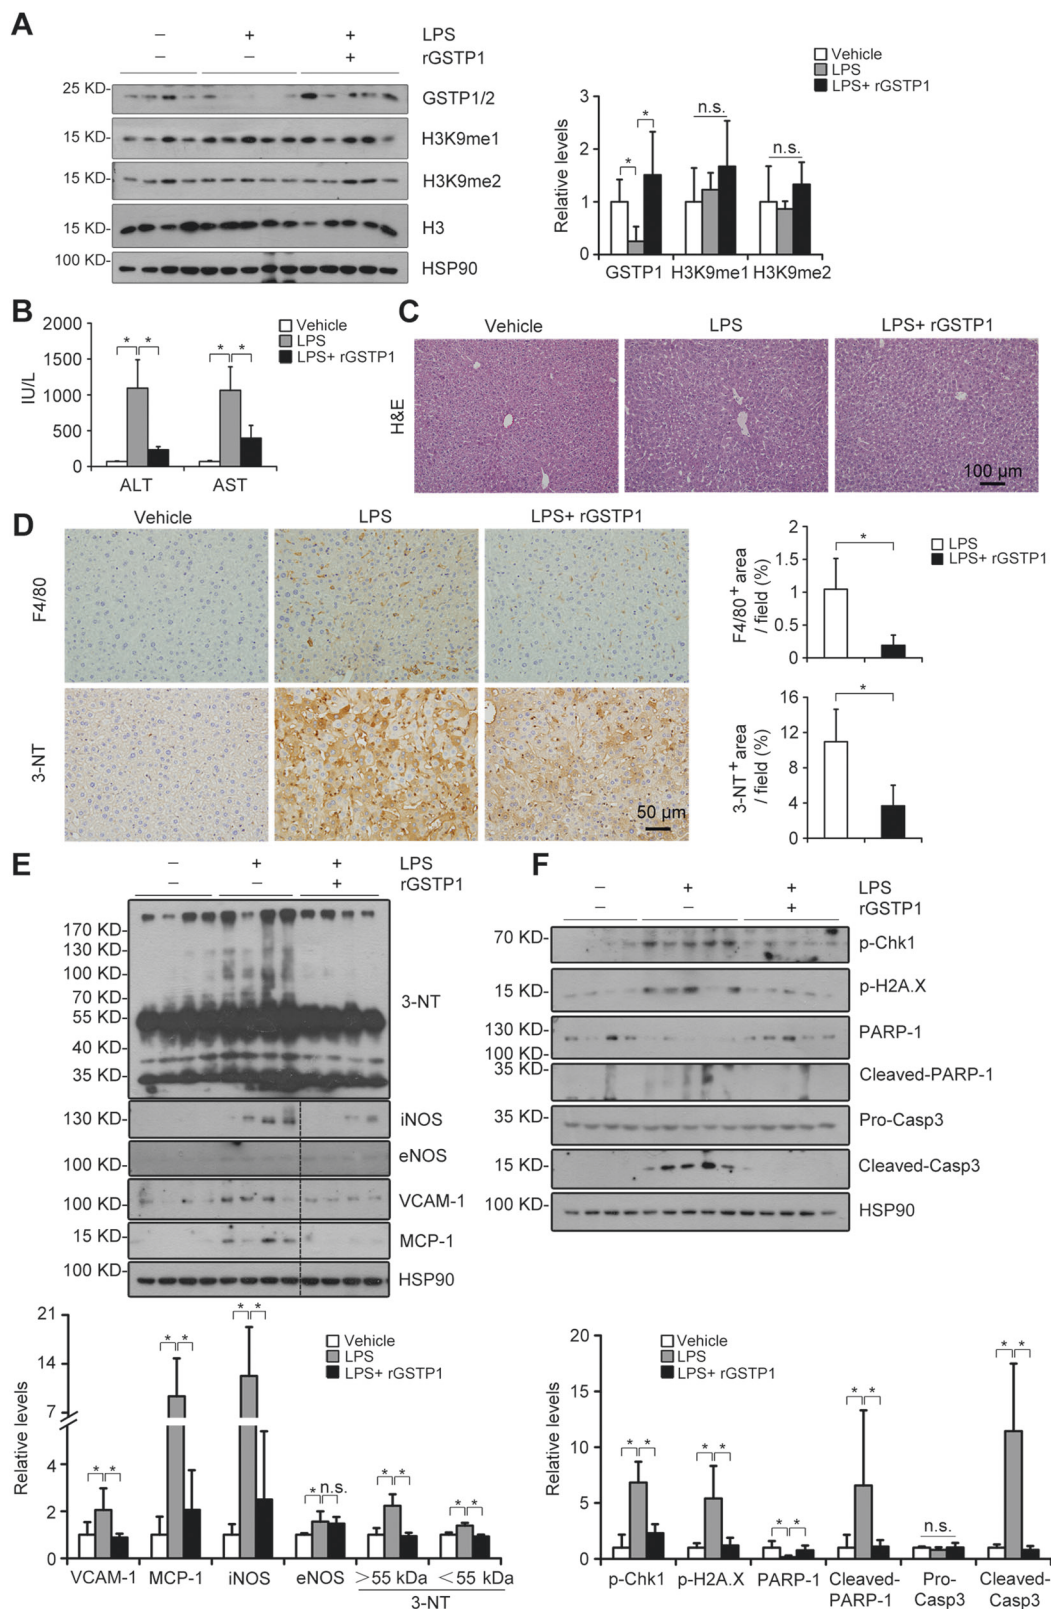 A
− + + LPS
− − + rGSTP1
25 KD- GSTP1/2
15 KD- H3K9me1
15 KD- H3K9me2
15 KD- H3
100 KD- HSP90
Vehicle
LPS
LPS+ rGSTP1
Relative levels
3
2
1
0
* * n.s. n.s.
GSTP1 H3K9me1 H3K9me2
B
IU/L
2000
1500
1000
500
0
* * * *
Vehicle
LPS
LPS+ rGSTP1
ALT AST
C
Vehicle LPS LPS+ rGSTP1
H&E
100 µm
D
Vehicle LPS LPS+ rGSTP1
F4/80
3-NT
50 µm
F4/80+ area / field (%)
2
1.5
1
0.5
0
*
LPS
LPS+ rGSTP1
3-NT+ area / field (%)
16
12
8
4
0
*
E
− + + LPS
− − + rGSTP1
170 KD-
130 KD-
100 KD-
70 KD-
55 KD-
40 KD-
35 KD-
3-NT
130 KD- iNOS
100 KD- eNOS
100 KD- VCAM-1
15 KD- MCP-1
100 KD- HSP90
Relative levels
21
14
7
4
2
0
Vehicle
LPS
LPS+ rGSTP1
* * * * * * * n.s. * * * *
VCAM-1 MCP-1 iNOS eNOS >55 kDa <55 kDa
3-NT
F
− + + LPS
− − + rGSTP1
70 KD- p-Chk1
15 KD- p-H2A.X
130 KD- PARP-1
100 KD-
35 KD- Cleaved-PARP-1
35 KD- Pro-Casp3
15 KD- Cleaved-Casp3
100 KD- HSP90
Relative levels
20
15
10
5
0
Vehicle
LPS
LPS+ rGSTP1
* * * * * * * * n.s. * *
p-Chk1 p-H2A.X PARP-1 Cleaved-PARP-1 Pro-Casp3 Cleaved-Casp3